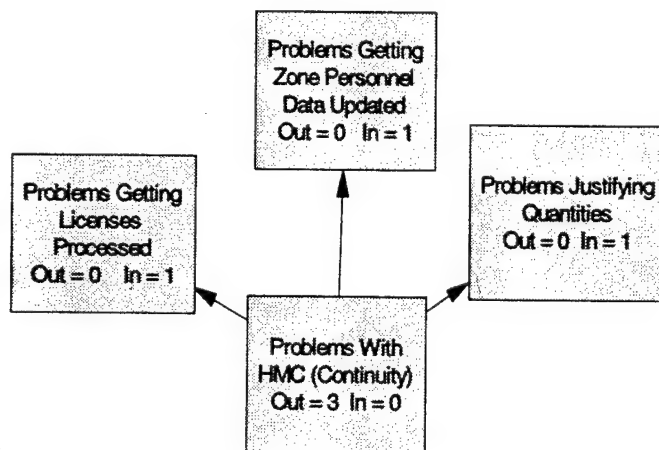 Problems Getting
Zone Personnel
Data Updated
Out = 0 In = 1
Problems Getting
Licenses
Processed
Out = 0 In = 1
Problems Justifying
Quantities
Out = 0 In = 1
Problems With
HMC (Continuity)
Out = 3 In = 0